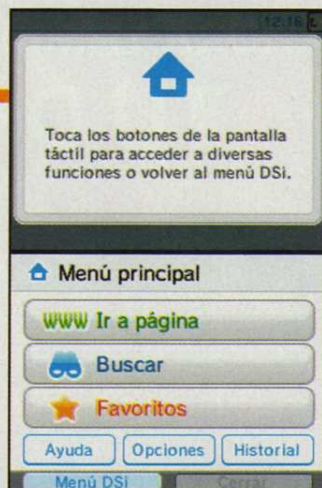 12:16
Toca los botones de la pantalla
táctil para acceder a diversas
funciones o volver al menú DSi.
Menú principal
www Ir a página
Buscar
Favoritos
Ayuda Opciones Historial
Menú DSi Cerrar